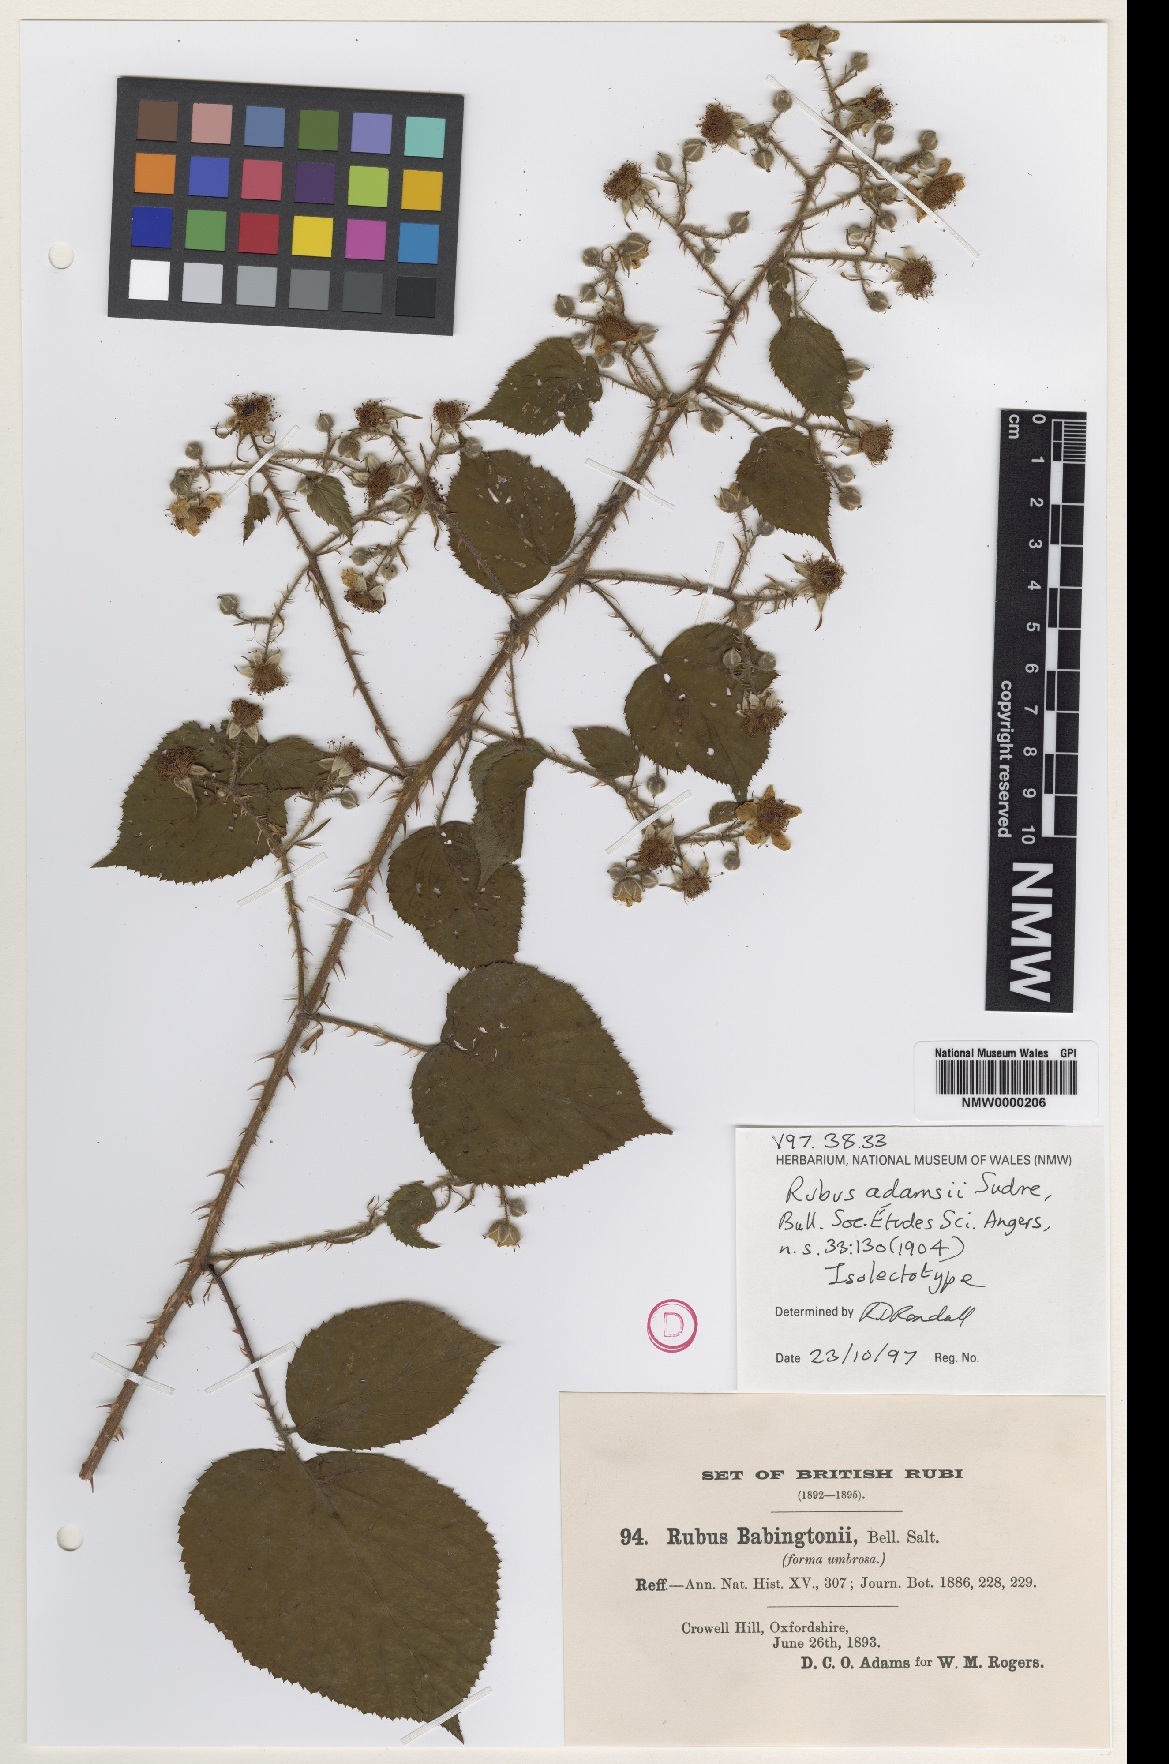 0
cm
1
2
3
4
5
6
7
8
9
10
copyright reserved
NMW
National Museum Wales GPI
NMW0000206
V97. 38.33
HERBARIUM, NATIONAL MUSEUM OF WALES (NMW)
Rubus adamsii Sudre,
Bull. Soc. Études Sci. Angers,
n.s. 33:130 (1904)
Isolectotype
Determined by RDRandall
Date 23/10/97 Reg. No.
D
SET OF BRITISH RUBI
(1892—1895).
94. Rubus Babingtonii, Bell. Salt.
(forma umbrosa.)
Reff.—Ann. Nat. Hist. XV., 307; Journ. Bot. 1886, 228, 229.
Crowell Hill, Oxfordshire,
June 26th, 1893.
D. C. O. Adams for W. M. Rogers.